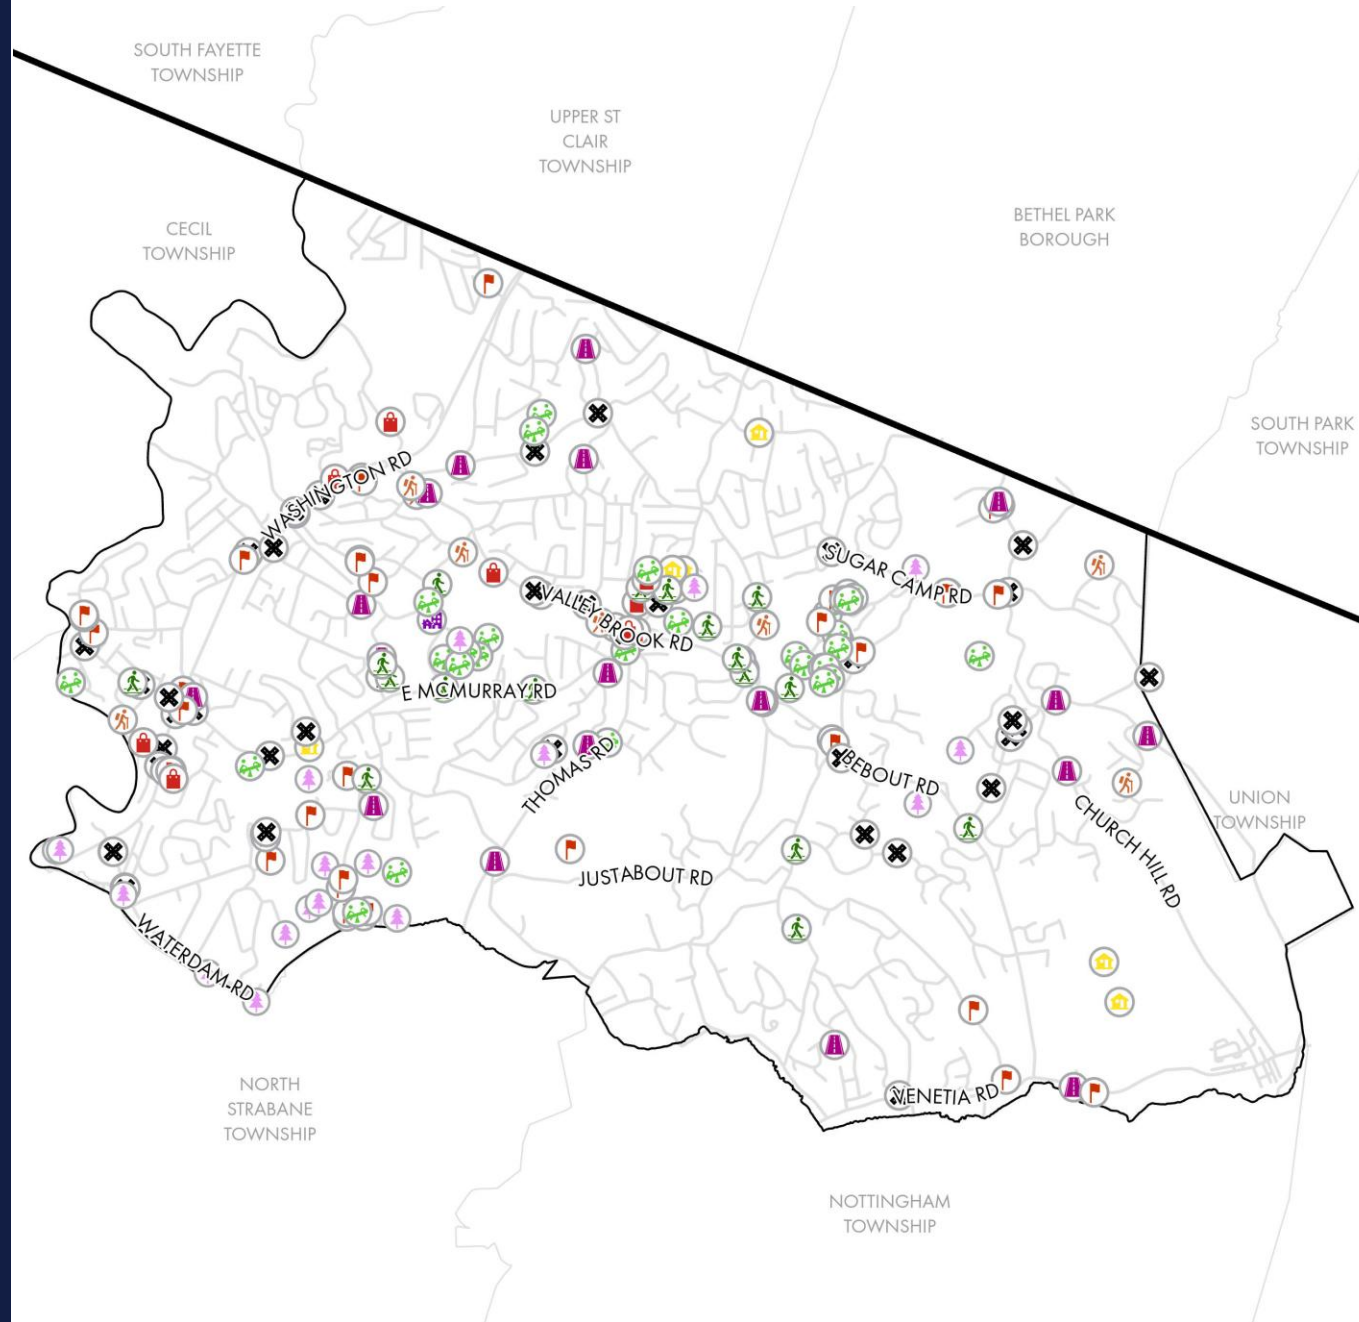 SOUTH FAYETTE
TOWNSHIP
UPPER ST
CLAIR
TOWNSHIP
CECIL
TOWNSHIP
BETHEL PARK
BOROUGH
SOUTH PARK
TOWNSHIP
WASHINGTON RD
SUGAR CAMP RD
VALLEY BROOK RD
E MCMURRAY RD
THOMAS RD
BEBOUT RD
UNION
TOWNSHIP
CHURCH HILL RD
JUSTABOUT RD
WATERDAM RD
VENETIA RD
NORTH
STRABANE
TOWNSHIP
NOTTINGHAM
TOWNSHIP